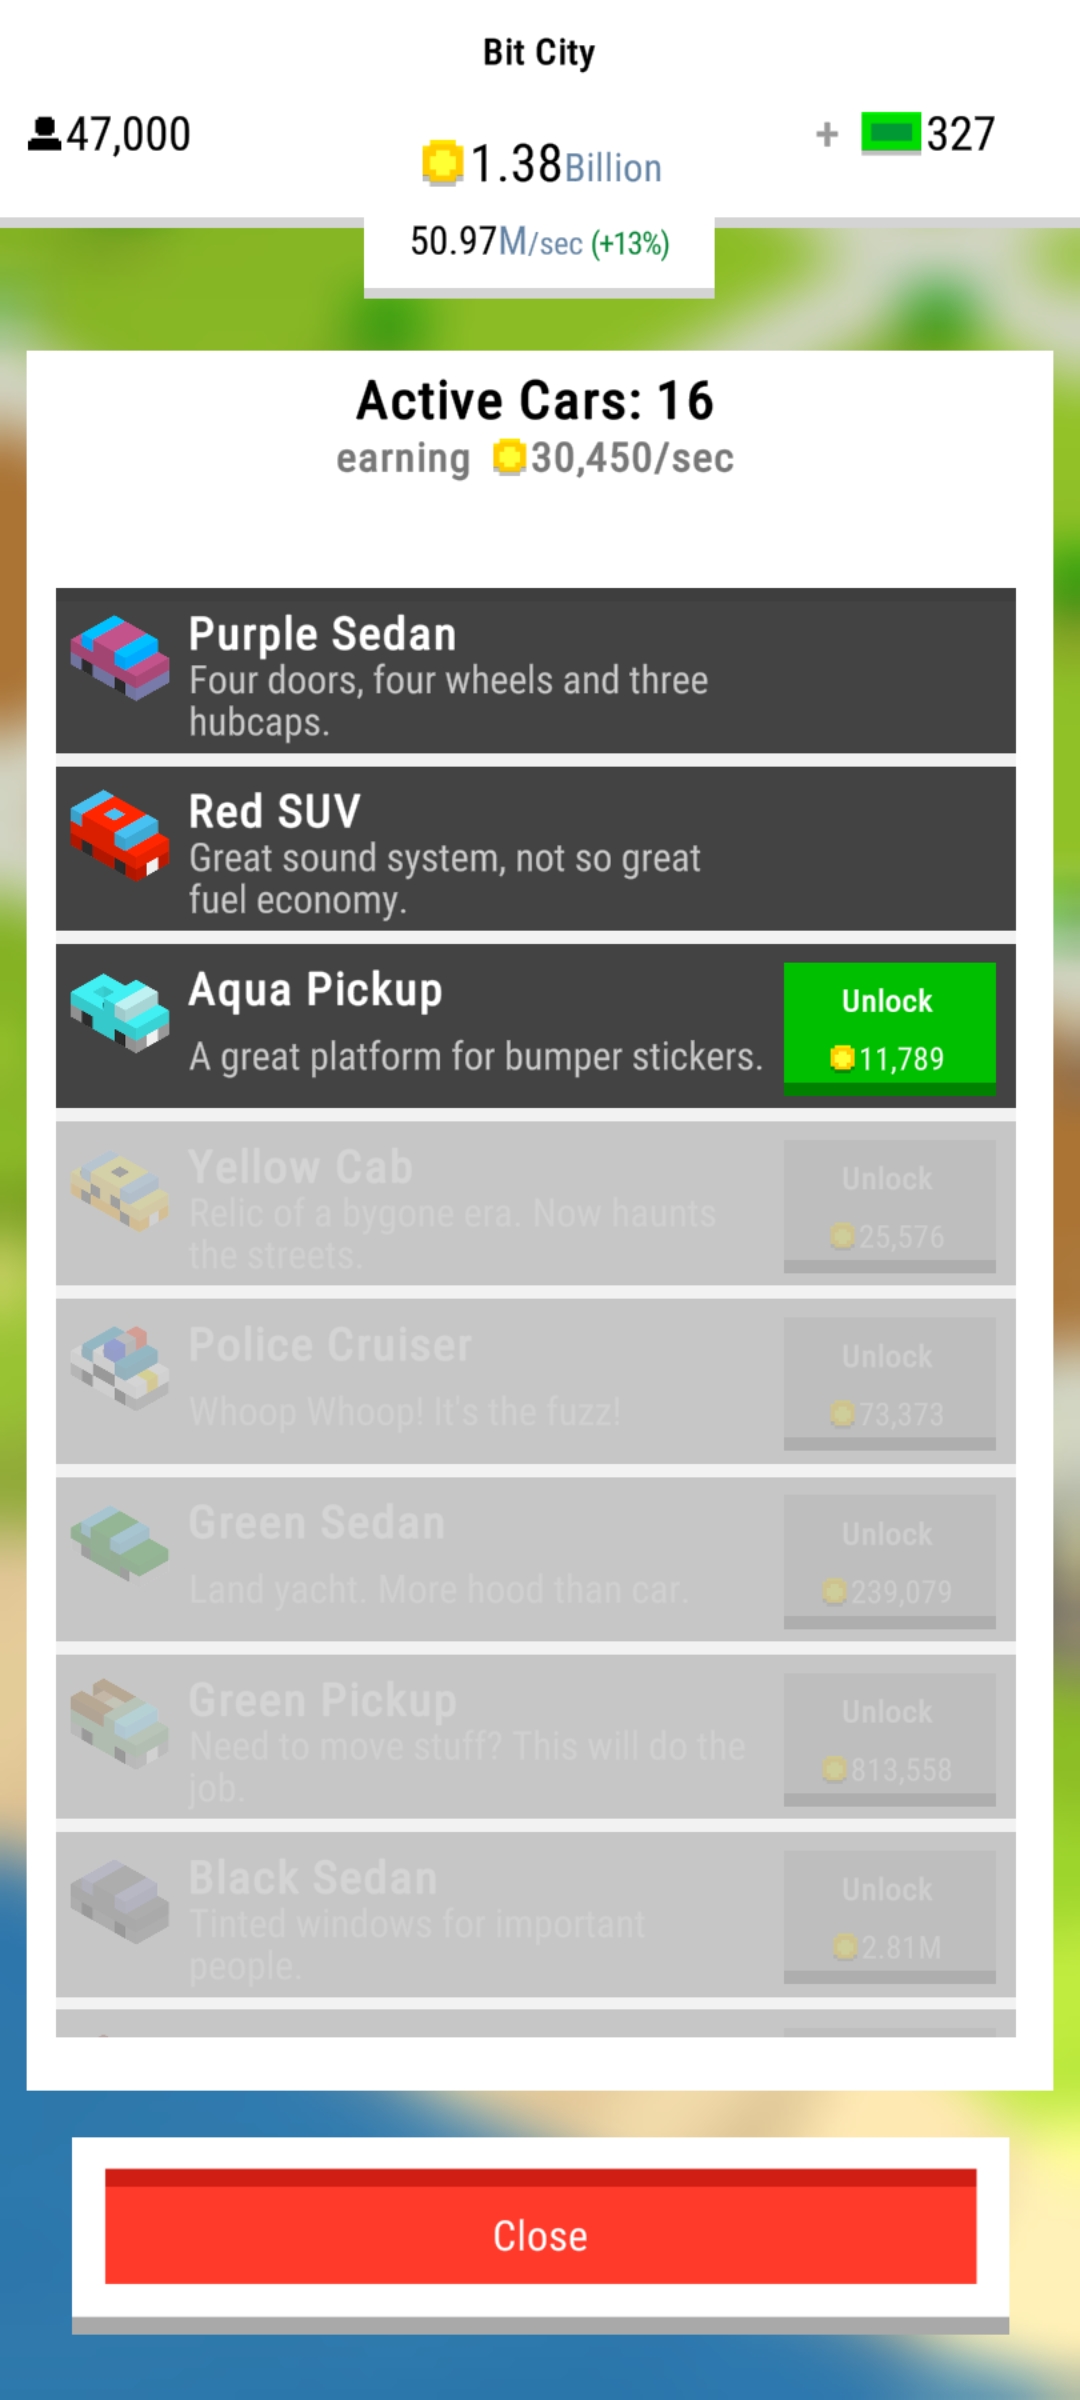 Bit City
47,000
1.38 Billion
+ 327
50.97M/sec (+13%)
Active Cars: 16
earning 30,450/sec
Purple Sedan
Four doors, four wheels and three
hubcaps.
Red SUV
Great sound system, not so great
fuel economy.
Aqua Pickup
A great platform for bumper stickers.
Unlock
11,789
Yellow Cab
Relic of a bygone era. Now haunts
the streets.
Unlock
25,576
Police Cruiser
Whoop Whoop! It's the fuzz!
Unlock
73,373
Green Sedan
Land yacht. More hood than car.
Unlock
239,079
Green Pickup
Need to move stuff? This will do the
job.
Unlock
813,558
Black Sedan
Tinted windows for important
people.
Unlock
2.81M
Close